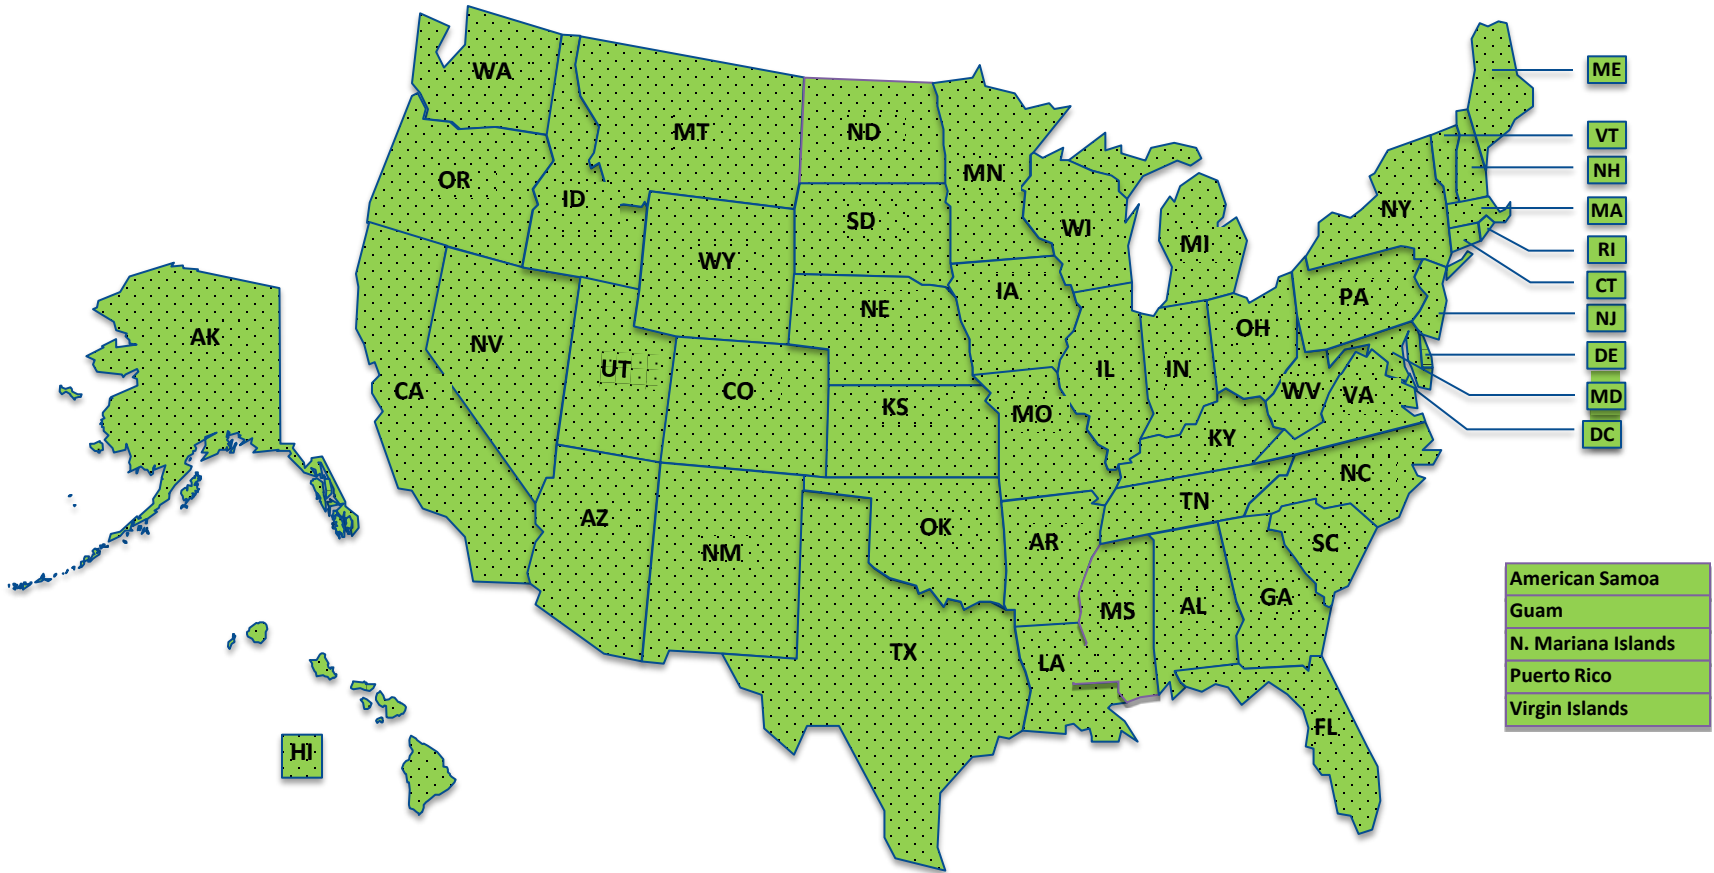 WA
ME
MT
ND
VT
OR
MN
NH
ID
NY
MA
SD
WI
MI
RI
WY
CT
IA
PA
NE
NJ
AK
NV
OH
DE
UT
IL
IN
CA
CO
KS
WV
VA
MD
MO
KY
DC
NC
TN
AZ
OK
AR
SC
NM
American Samoa
MS
AL
GA
Guam
TX
LA
N. Mariana Islands
Puerto Rico
Virgin Islands
FL
HI